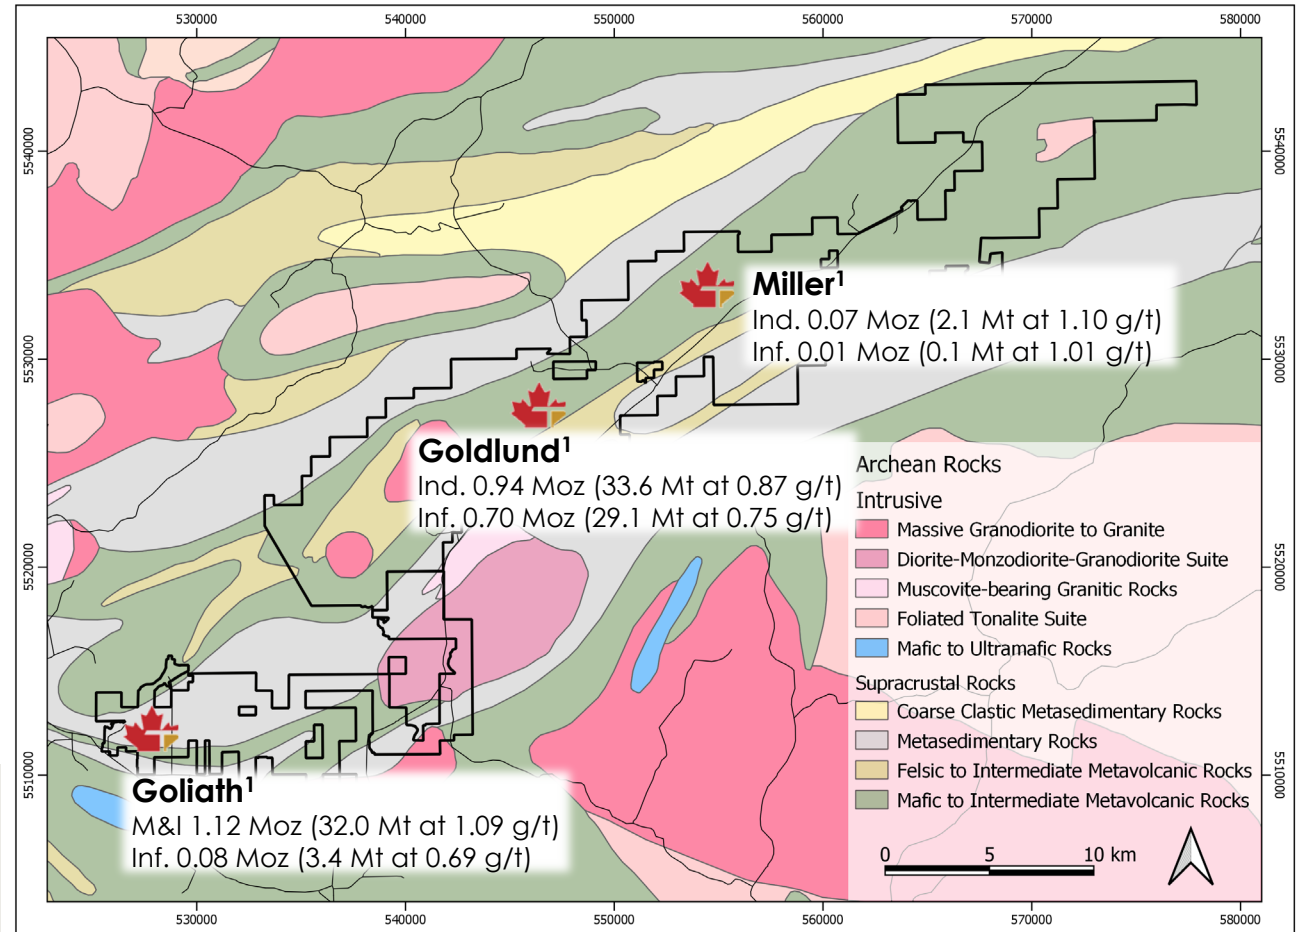 530000 540000 550000 560000 570000 580000
5540000 5540000
Miller¹
Ind. 0.07 Moz (2.1 Mt at 1.10 g/t)
Inf. 0.01 Moz (0.1 Mt at 1.01 g/t)
5530000 5530000
Goldlund¹
Ind. 0.94 Moz (33.6 Mt at 0.87 g/t)
Inf. 0.70 Moz (29.1 Mt at 0.75 g/t)
Archean Rocks
Intrusive
Massive Granodiorite to Granite
Diorite-Monzodiorite-Granodiorite Suite
Muscovite-bearing Granitic Rocks
Foliated Tonalite Suite
Mafic to Ultramafic Rocks
Supracrustal Rocks
Coarse Clastic Metasedimentary Rocks
Metasedimentary Rocks
Felsic to Intermediate Metavolcanic Rocks
Mafic to Intermediate Metavolcanic Rocks
5520000 5520000
5510000 5510000
Goliath¹
M&I 1.12 Moz (32.0 Mt at 1.09 g/t)
Inf. 0.08 Moz (3.4 Mt at 0.69 g/t)
0 5 10 km
530000 540000 550000 560000 570000 580000